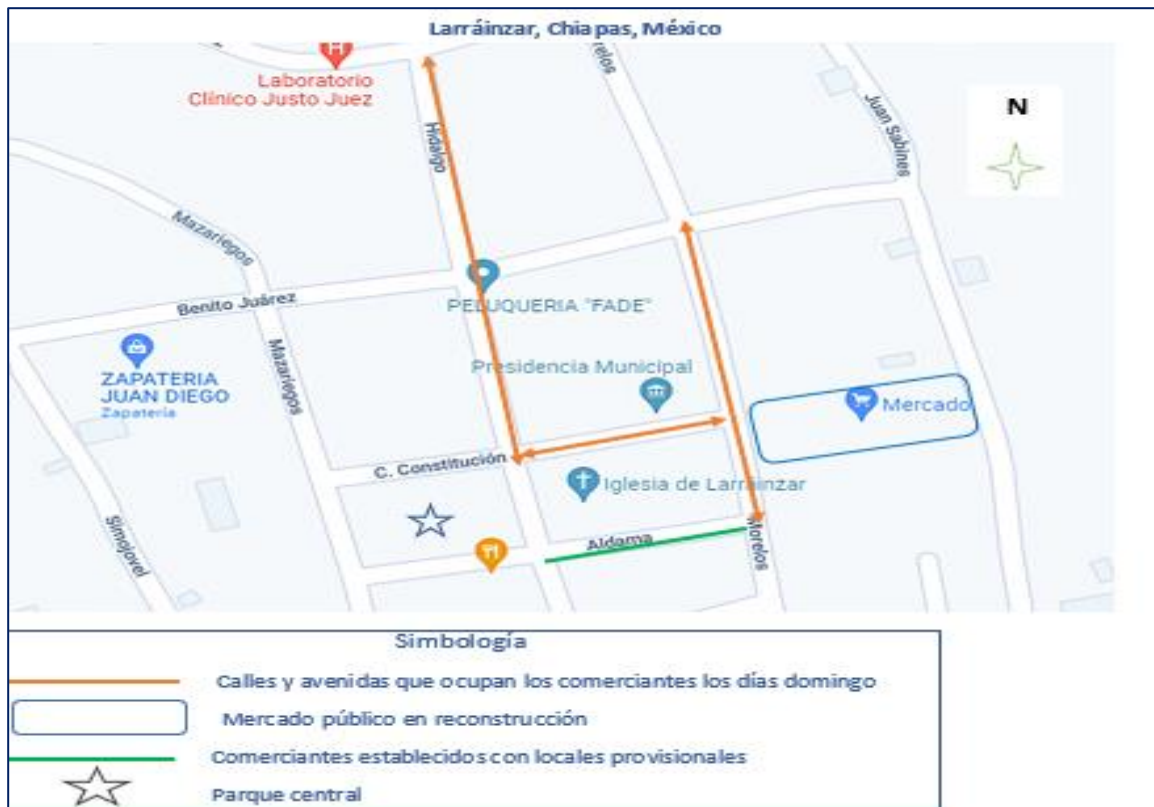 Larráinzar, Chiapas, México
Laboratorio
Clínico Justo Juez
H
Hidalgo
relos
Juan Sabines
N
Mazariegos
Benito Juárez
PELUQUERIA "FADE"
ZAPATERIA
JUAN DIEGO
Zapatería
Mazariegos
Presidencia Municipal
Mercado
C. Constitución
Iglesia de Larráinzar
Simojovel
Aldama
Morelos
Simbología
Calles y avenidas que ocupan los comerciantes los días domingo
Mercado público en reconstrucción
Comerciantes establecidos con locales provisionales
Parque central